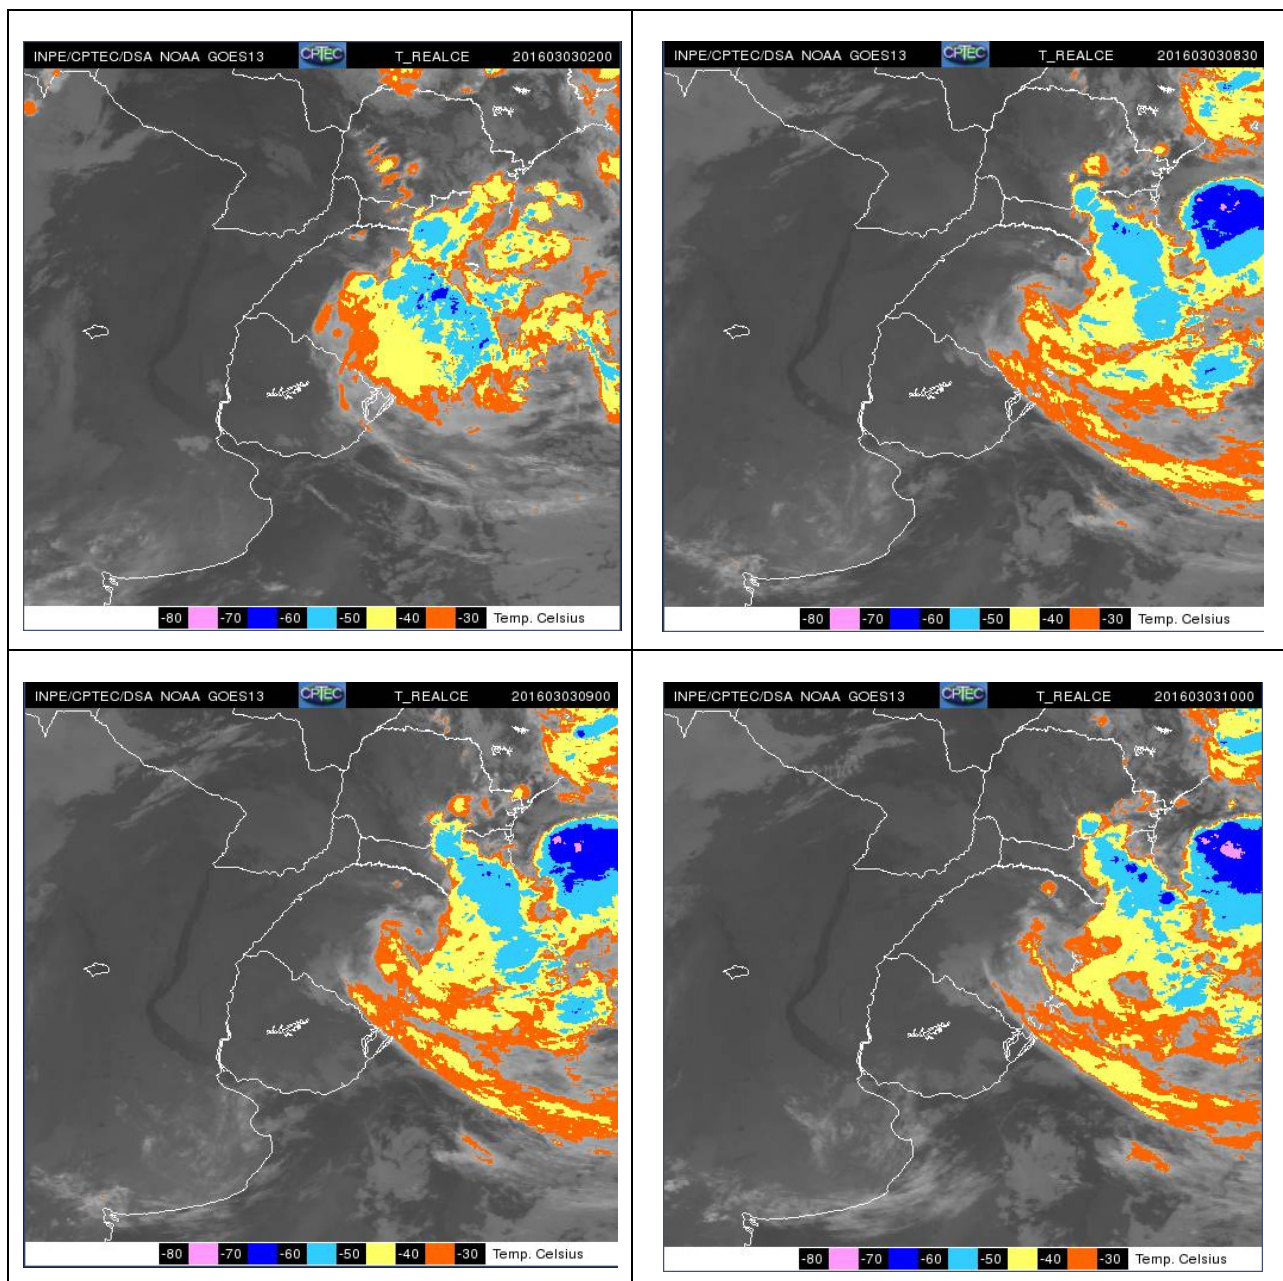 INPE/CPTEC/DSA NOAA GOES13 CPTEC T_REALCE 201603030200
-80 -70 -60 -50 -40 -30 Temp. Celsius
INPE/CPTEC/DSA NOAA GOES13 CPTEC T_REALCE 201603030830
-80 -70 -60 -50 -40 -30 Temp. Celsius
INPE/CPTEC/DSA NOAA GOES13 CPTEC T_REALCE 201603030900
-80 -70 -60 -50 -40 -30 Temp. Celsius
INPE/CPTEC/DSA NOAA GOES13 CPTEC T_REALCE 201603031000
-80 -70 -60 -50 -40 -30 Temp. Celsius